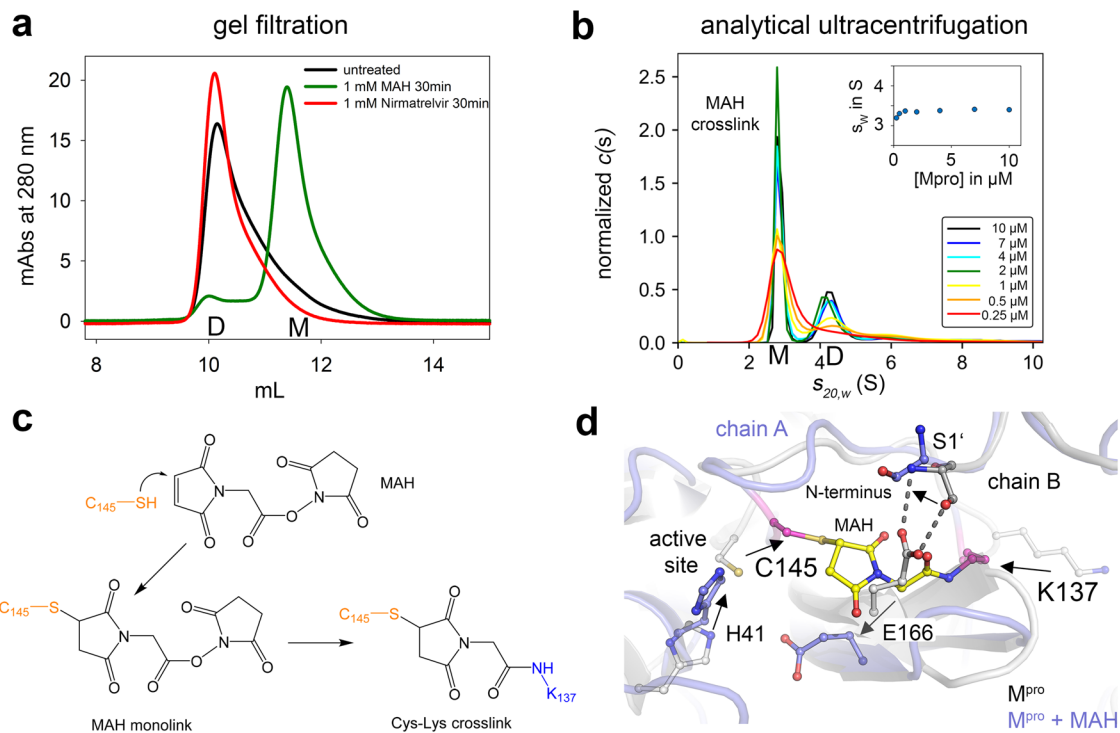 a
gel filtration
mAbs at 280 nm
20
15
10
5
0
untreated
1 mM MAH 30min
1 mM Nirmatrelvir 30min
D
M
8
10
12
14
mL
b
analytical ultracentrifugation
normalized c(s)
2.5
2.0
1.5
1.0
0.5
0.0
MAH
crosslink
sW in S
4
3
0
2
4
6
8
10
[Mpro] in µM
10 µM
7 µM
4 µM
2 µM
1 µM
0.5 µM
0.25 µM
M
D
0
2
4
6
8
10
s20,w (S)
c
C145
SH
O
O
N
O
O
O
N
O
MAH
C145
S
O
O
N
O
O
O
N
O
MAH monolink
C145
S
O
O
N
O
NH
K137
Cys-Lys crosslink
d
chain A
S1‘
chain B
N-terminus
MAH
active
site
C145
K137
H41
E166
Mpro
Mpro + MAH